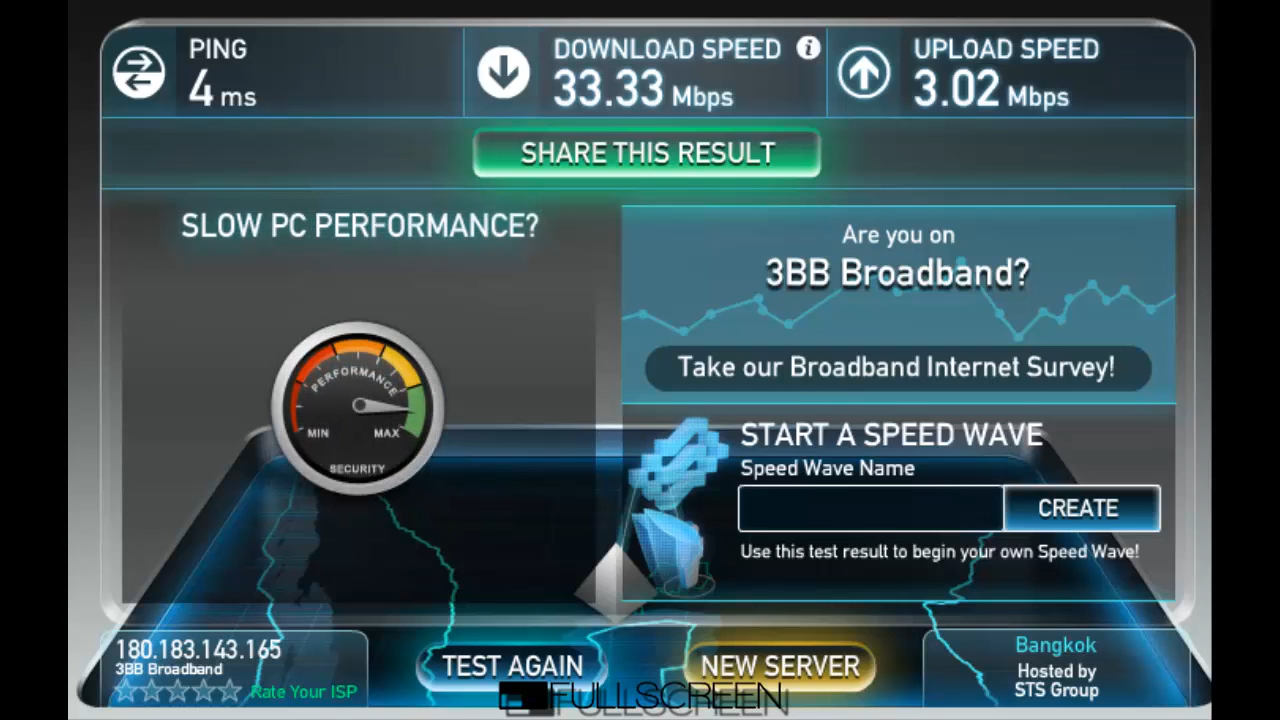 PING
4 ms
DOWNLOAD SPEED i
33.33 Mbps
UPLOAD SPEED
3.02 Mbps
SHARE THIS RESULT
SLOW PC PERFORMANCE?
PERFORMANCE
MIN MAX
SECURITY
Are you on
3BB Broadband?
Take our Broadband Internet Survey!
START A SPEED WAVE
Speed Wave Name
CREATE
Use this test result to begin your own Speed Wave!
180.183.143.165
3BB Broadband
Rate Your ISP
TEST AGAIN
NEW SERVER
FULLSCREEN
Bangkok
Hosted by
STS Group